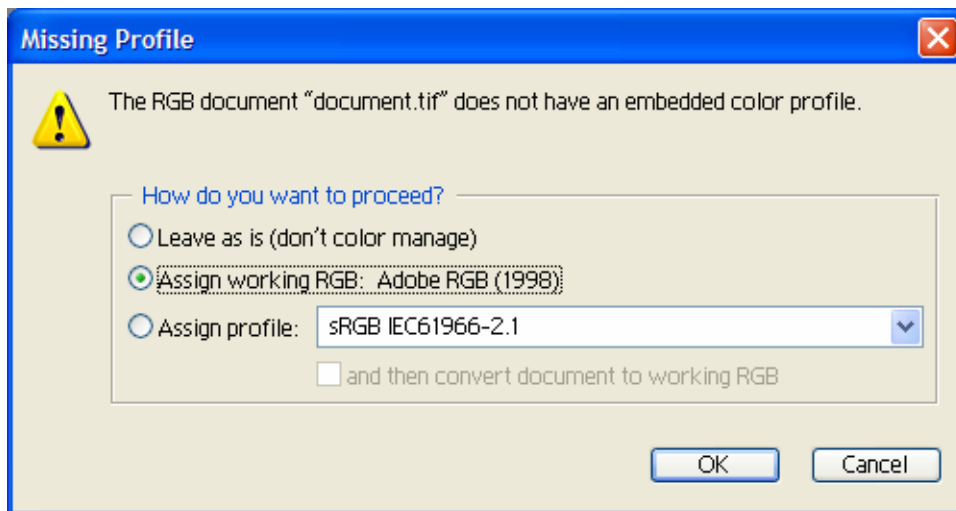 Missing Profile
The RGB document “document.tif” does not have an embedded color profile.
How do you want to proceed?
Leave as is (don’t color manage)
Assign working RGB:  Adobe RGB (1998)
Assign profile: sRGB IEC61966-2.1
and then convert document to working RGB
OK Cancel